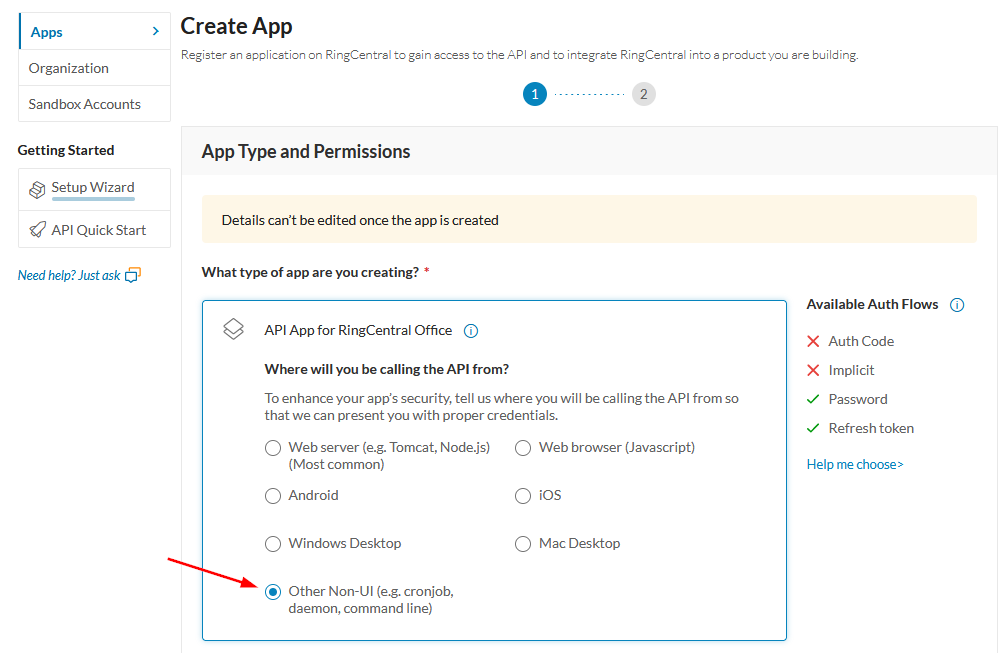 Apps
Organization
Sandbox Accounts
Getting Started
Setup Wizard
API Quick Start
Need help? Just ask
Create App
Register an application on RingCentral to gain access to the API and to integrate RingCentral into a product you are building.
1
2
App Type and Permissions
Details can't be edited once the app is created
What type of app are you creating? *
API App for RingCentral Office
Where will you be calling the API from?
To enhance your app's security, tell us where you will be calling the API from so
that we can present you with proper credentials.
Web server (e.g. Tomcat, Node.js)
(Most common)
Web browser (Javascript)
Android
iOS
Windows Desktop
Mac Desktop
Other Non-UI (e.g. cronjob,
daemon, command line)
Available Auth Flows
Auth Code
Implicit
Password
Refresh token
Help me choose>